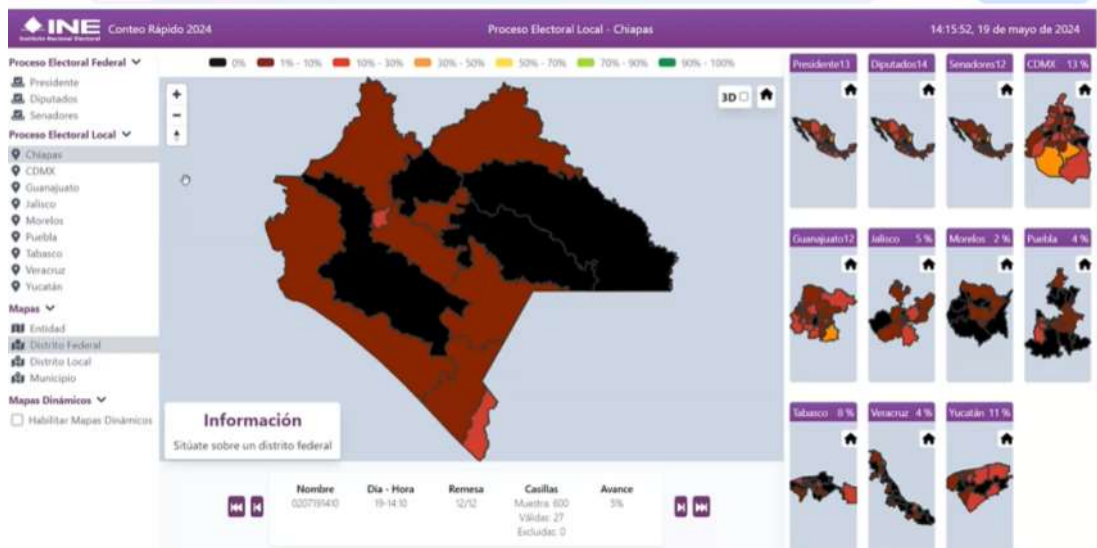 INE
Instituto Nacional Electoral
Conteo Rápido 2024
Proceso Electoral Local - Chiapas
14:15:52, 19 de mayo de 2024
Proceso Electoral Federal
Presidente
Diputados
Senadores
Proceso Electoral Local
Chiapas
CDMX
Guanajuato
Jalisco
Morelos
Puebla
Tabasco
Veracruz
Yucatán
Mapas
Entidad
Distrito Federal
Distrito Local
Municipio
Mapas Dinámicos
Habilitar Mapas Dinámicos
0%
1% - 10%
10% - 30%
30% - 50%
50% - 70%
70% - 90%
90% - 100%
+
−
3D
Información
Sitúate sobre un distrito federal
Nombre
0207191410
Día - Hora
19-14:10
Remesa
12/12
Casillas
Muestra: 600
Válidas: 27
Excluidas: 0
Avance
5%
Presidente13
Diputados14
Senadores12
CDMX 13 %
Guanajuato12
Jalisco 5 %
Morelos 2 %
Puebla 4 %
Tabasco 8 %
Veracruz 4 %
Yucatán 11 %